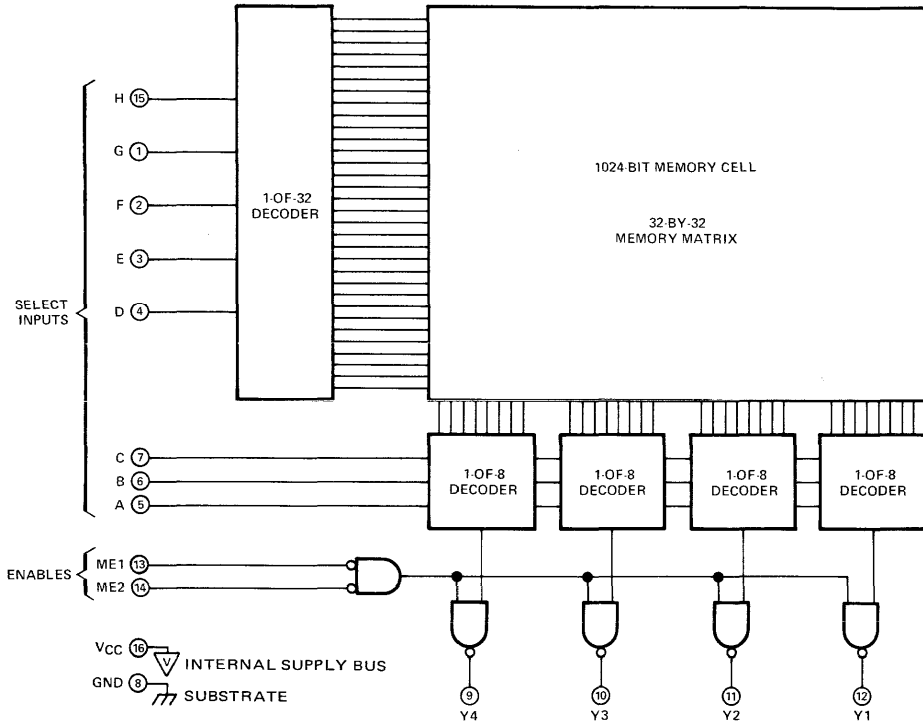 H 15
G 1
F 2
E 3
D 4
SELECT
INPUTS
C 7
B 6
A 5
1-OF-32
DECODER
1024-BIT MEMORY CELL
32-BY-32
MEMORY MATRIX
1-OF-8
DECODER
1-OF-8
DECODER
1-OF-8
DECODER
1-OF-8
DECODER
ENABLES
ME1 13
ME2 14
VCC 16
V INTERNAL SUPPLY BUS
GND 8
SUBSTRATE
9
Y4
10
Y3
11
Y2
12
Y1